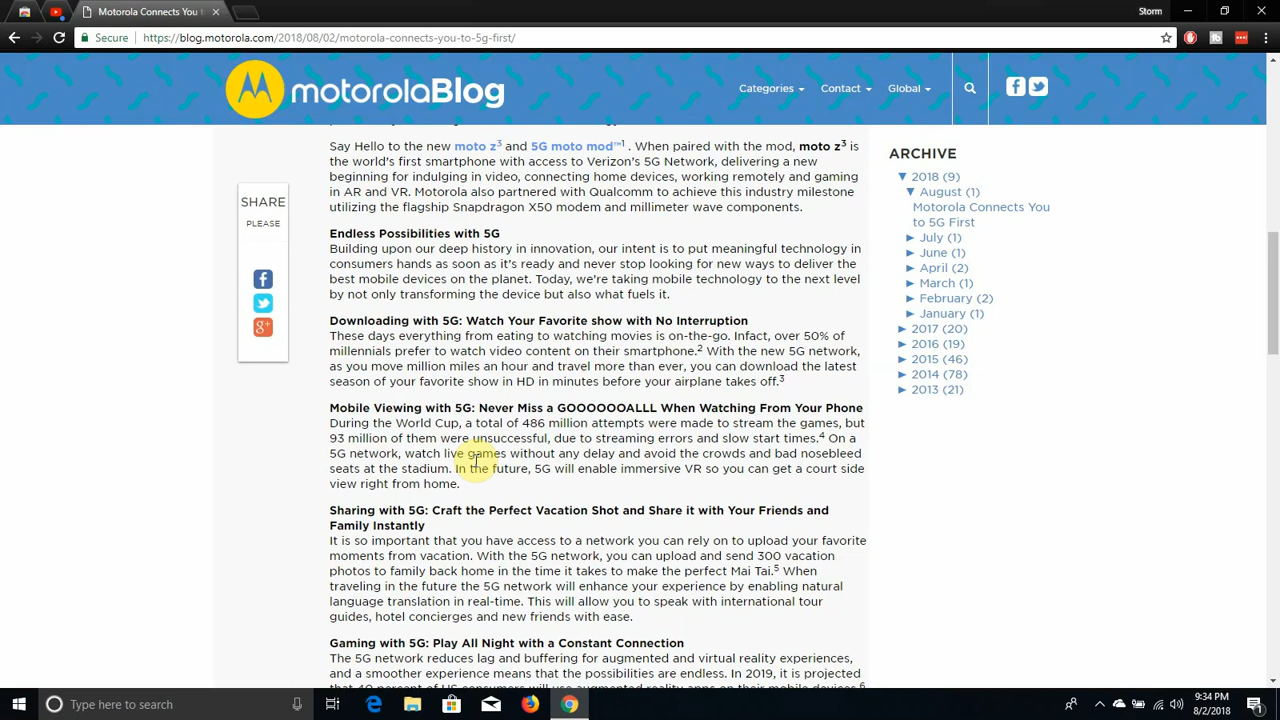 Motorola Connects You to
Storm
Secure
https://blog.motorola.com/2018/08/02/motorola-connects-you-to-5g-first/
motorolaBlog
Categories
Contact
Global
Say Hello to the new moto z³ and 5G moto mod™¹ . When paired with the mod, moto z³ is
the world's first smartphone with access to Verizon's 5G Network, delivering a new
beginning for indulging in video, connecting home devices, working remotely and gaming
in AR and VR. Motorola also partnered with Qualcomm to achieve this industry milestone
utilizing the flagship Snapdragon X50 modem and millimeter wave components.
Endless Possibilities with 5G
Building upon our deep history in innovation, our intent is to put meaningful technology in
consumers hands as soon as it's ready and never stop looking for new ways to deliver the
best mobile devices on the planet. Today, we're taking mobile technology to the next level
by not only transforming the device but also what fuels it.
Downloading with 5G: Watch Your Favorite show with No Interruption
These days everything from eating to watching movies is on-the-go. Infact, over 50% of
millennials prefer to watch video content on their smartphone.² With the new 5G network,
as you move million miles an hour and travel more than ever, you can download the latest
season of your favorite show in HD in minutes before your airplane takes off.³
Mobile Viewing with 5G: Never Miss a GOOOOOOALLL When Watching From Your Phone
During the World Cup, a total of 486 million attempts were made to stream the games, but
93 million of them were unsuccessful, due to streaming errors and slow start times.⁴ On a
5G network, watch live games without any delay and avoid the crowds and bad nosebleed
seats at the stadium. In the future, 5G will enable immersive VR so you can get a court side
view right from home.
Sharing with 5G: Craft the Perfect Vacation Shot and Share it with Your Friends and
Family Instantly
It is so important that you have access to a network you can rely on to upload your favorite
moments from vacation. With the 5G network, you can upload and send 300 vacation
photos to family back home in the time it takes to make the perfect Mai Tai.⁵ When
traveling in the future the 5G network will enhance your experience by enabling natural
language translation in real-time. This will allow you to speak with international tour
guides, hotel concierges and new friends with ease.
Gaming with 5G: Play All Night with a Constant Connection
The 5G network reduces lag and buffering for augmented and virtual reality experiences,
and a smoother experience means that the possibilities are endless. In 2019, it is projected
that 40 percent of US consumers will use augmented reality apps on their mobile devices.⁶
SHARE
PLEASE
ARCHIVE
▼ 2018 (9)
▼ August (1)
Motorola Connects You
to 5G First
► July (1)
► June (1)
► April (2)
► March (1)
► February (2)
► January (1)
► 2017 (20)
► 2016 (19)
► 2015 (46)
► 2014 (78)
► 2013 (21)
Type here to search
9:34 PM
8/2/2018